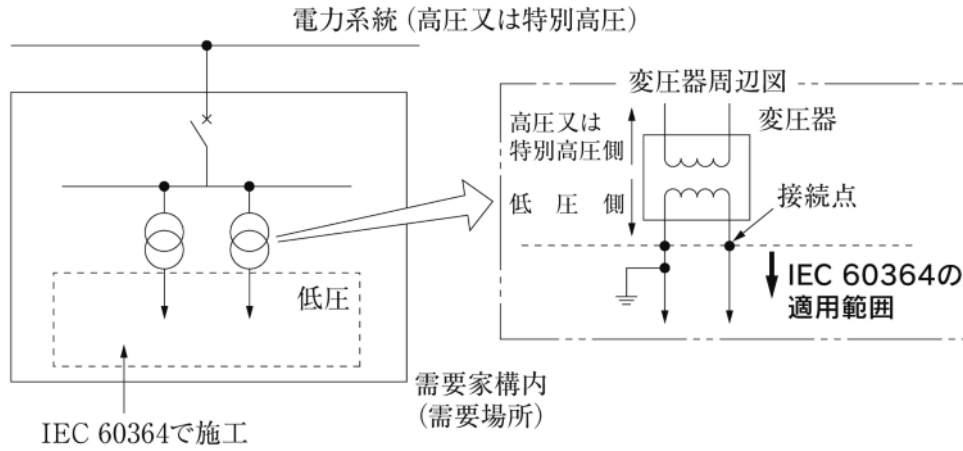 電力系統 (高圧又は特別高圧)
変圧器周辺図
高圧又は
特別高圧側
変圧器
低圧側
接続点
IEC 60364の
適用範囲
低圧
需要家構内
(需要場所)
IEC 60364で施工